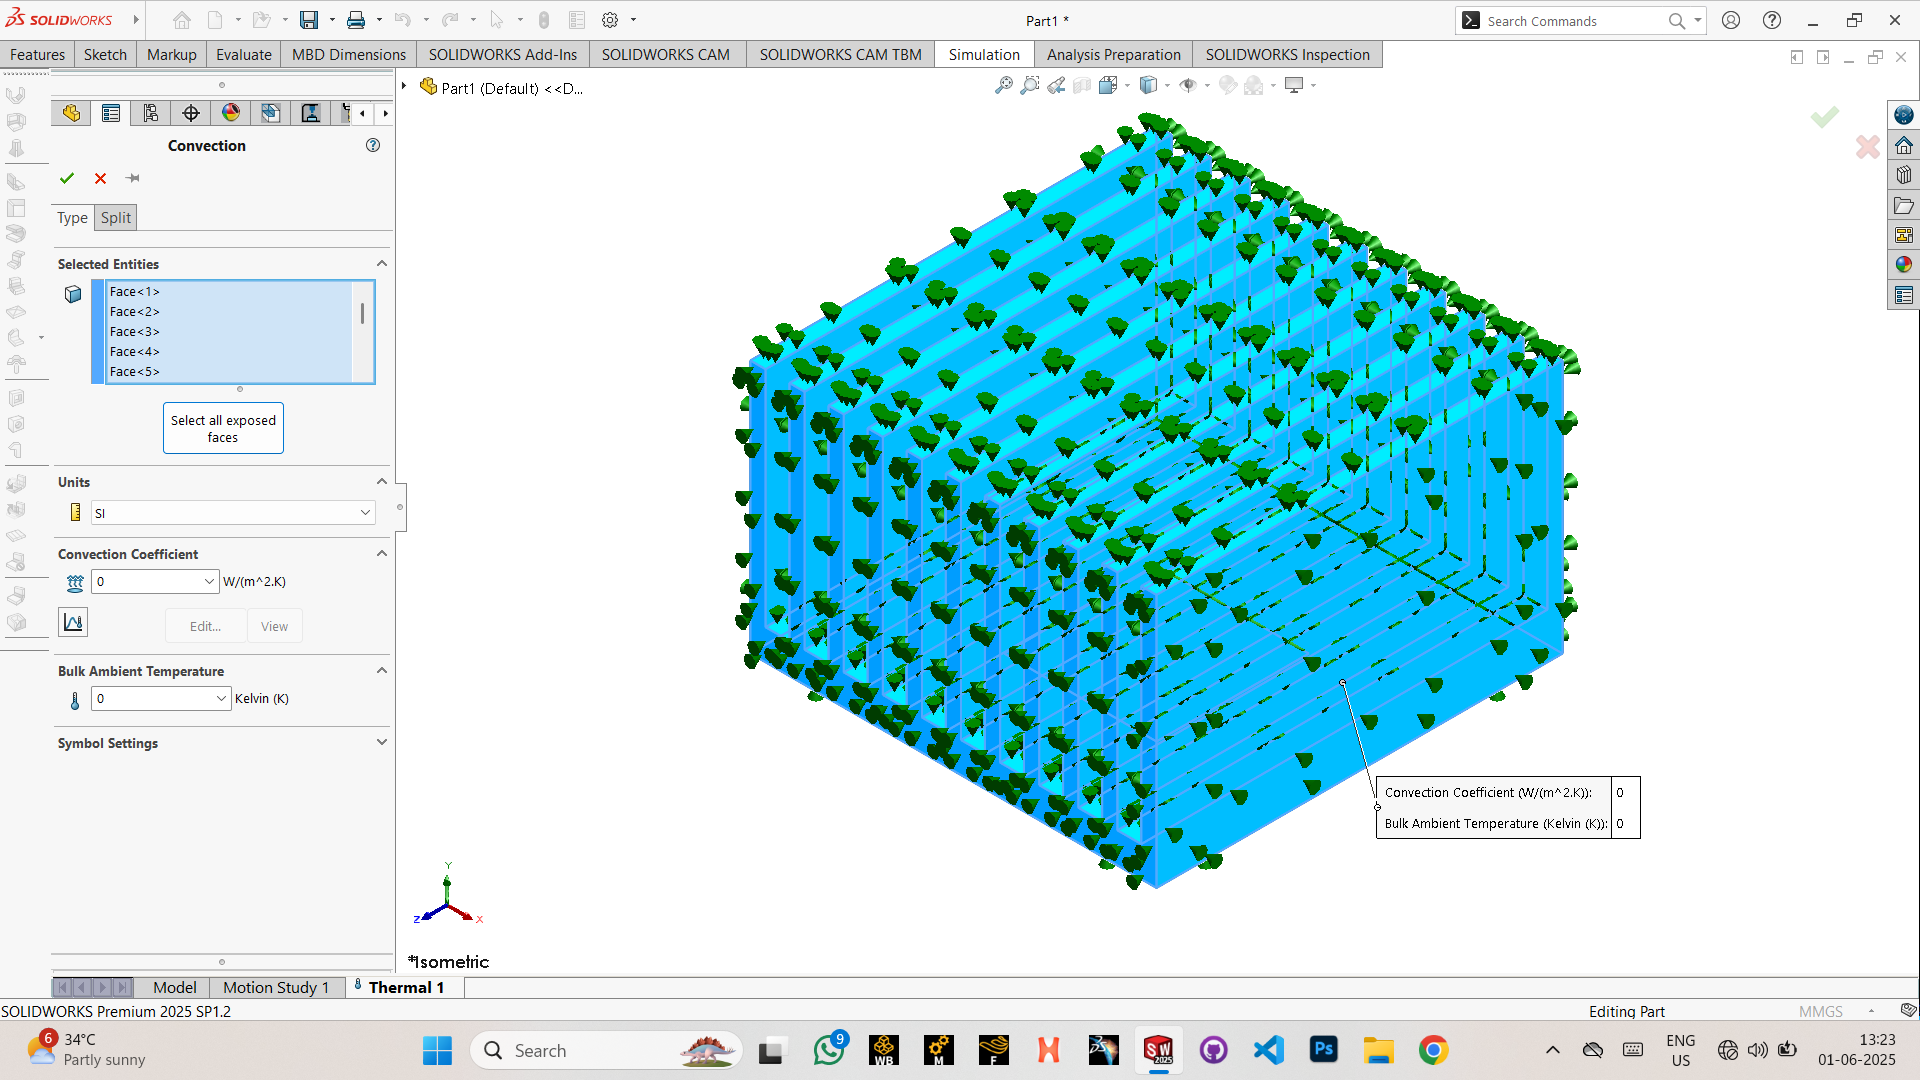 SOLIDWORKS
Part1 *
Search Commands
Features
Sketch
Markup
Evaluate
MBD Dimensions
SOLIDWORKS Add-Ins
SOLIDWORKS CAM
SOLIDWORKS CAM TBM
Simulation
Analysis Preparation
SOLIDWORKS Inspection
Part1 (Default) <<D...
Convection
Type
Split
Selected Entities
Face<1>
Face<2>
Face<3>
Face<4>
Face<5>
Select all exposed
faces
Units
SI
Convection Coefficient
0
W/(m^2.K)
Edit...
View
Bulk Ambient Temperature
0
Kelvin (K)
Symbol Settings
Convection Coefficient (W/(m^2.K)): 0
Bulk Ambient Temperature (Kelvin (K)): 0
Y
Z
X
*Isometric
Model
Motion Study 1
Thermal 1
SOLIDWORKS Premium 2025 SP1.2
Editing Part
MMGS
6
34°C
Partly sunny
Search
9
WB
M
F
SW
2025
Ps
ENG
US
13:23
01-06-2025